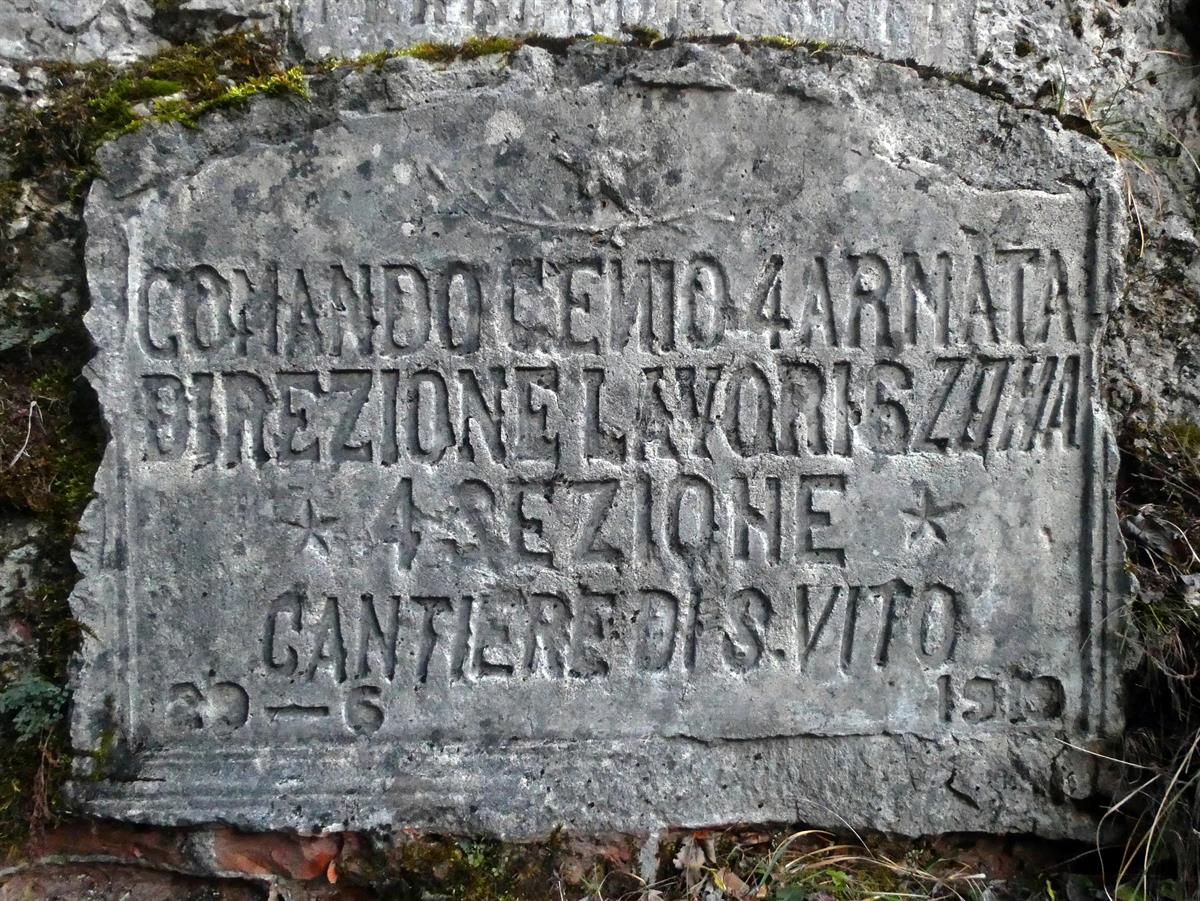 COMANDO GENIO 4 ARMATA
DIREZIONE LAVORI 6 ZONA
4 SEZIONE
CANTIERE DI S. VITO